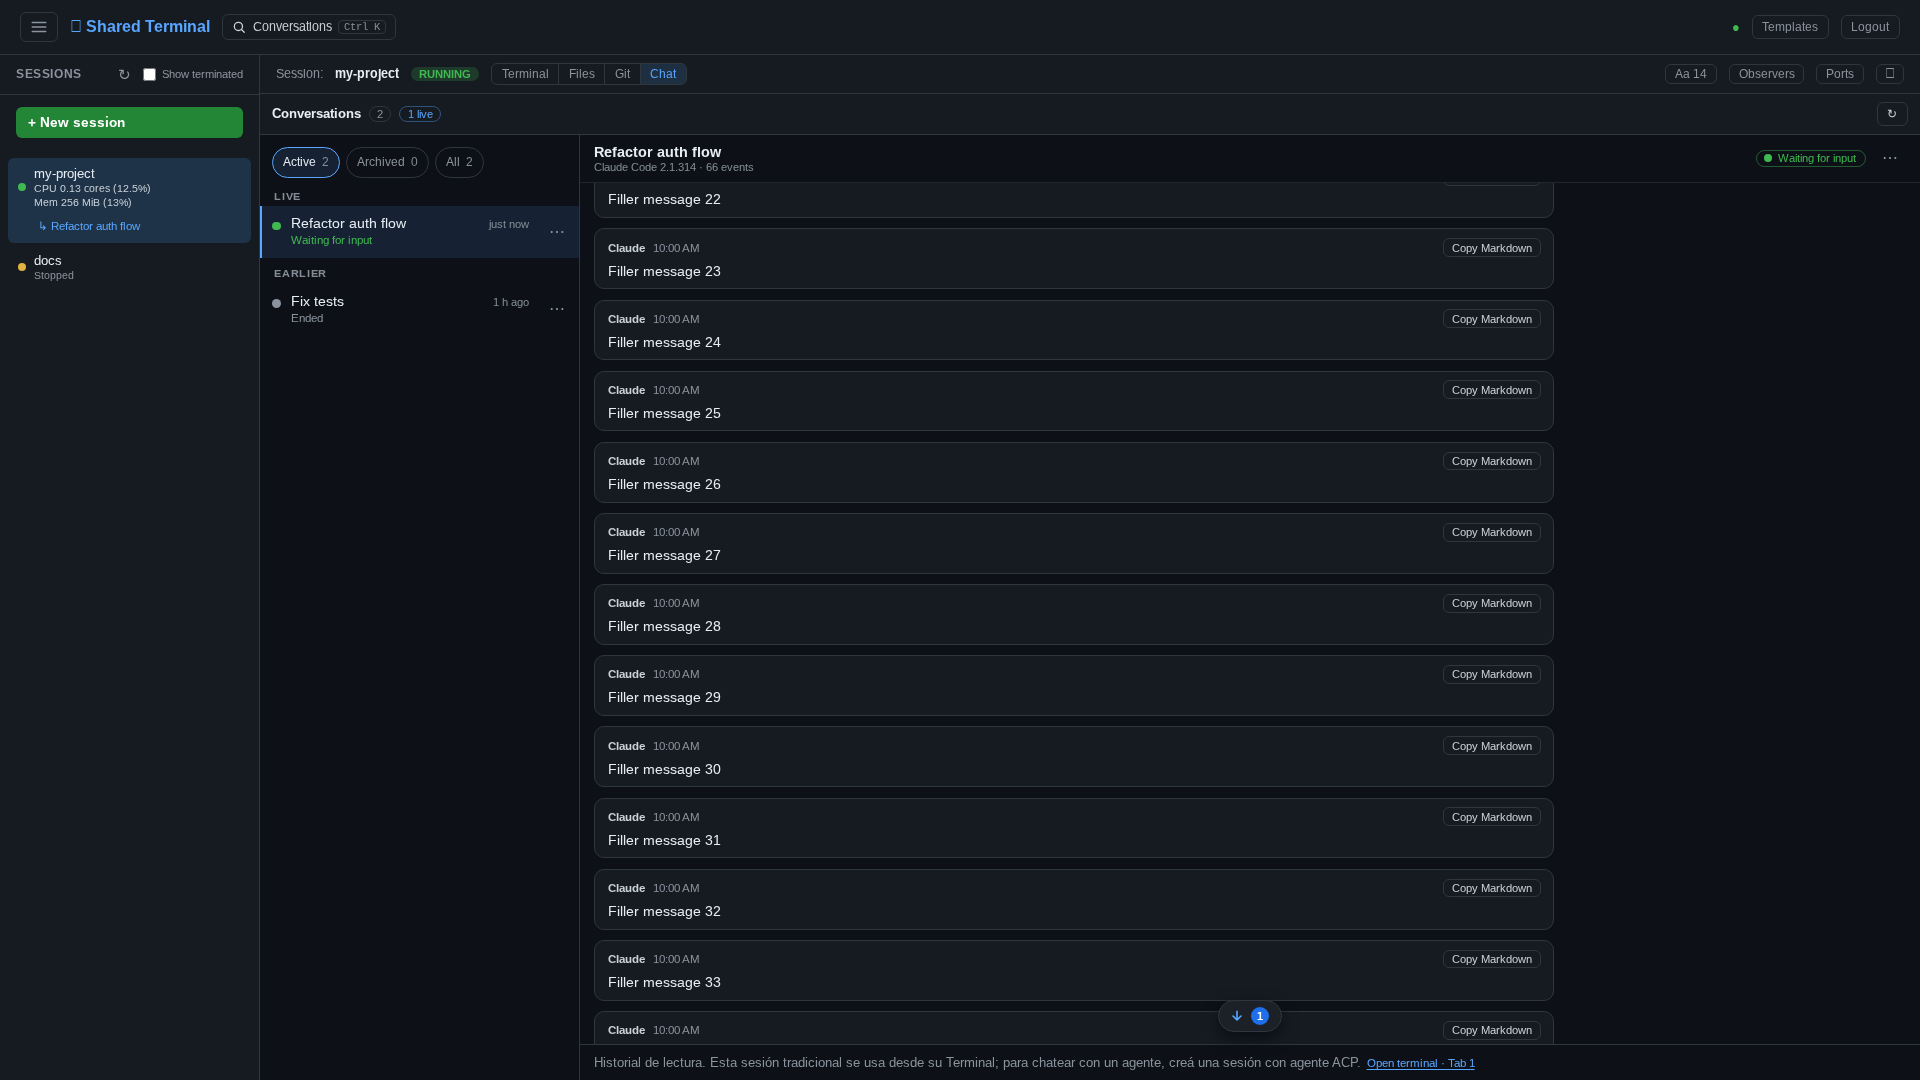 Shared Terminal
Conversations Ctrl K
Templates
Logout
SESSIONS
↻
Show terminated
+ New session
my-project
CPU 0.13 cores (12.5%)
Mem 256 MiB (13%)
↳ Refactor auth flow
docs
Stopped
Session: my-project RUNNING
Terminal Files Git Chat
Aa 14
Observers
Ports
Conversations 2 1 live
↻
Active 2
Archived 0
All 2
LIVE
Refactor auth flow just now
Waiting for input
⋯
EARLIER
Fix tests 1 h ago
Ended
⋯
Refactor auth flow
Claude Code 2.1.314 · 66 events
Waiting for input
⋯
Filler message 22
Claude 10:00 AM Copy Markdown
Filler message 23
Claude 10:00 AM Copy Markdown
Filler message 24
Claude 10:00 AM Copy Markdown
Filler message 25
Claude 10:00 AM Copy Markdown
Filler message 26
Claude 10:00 AM Copy Markdown
Filler message 27
Claude 10:00 AM Copy Markdown
Filler message 28
Claude 10:00 AM Copy Markdown
Filler message 29
Claude 10:00 AM Copy Markdown
Filler message 30
Claude 10:00 AM Copy Markdown
Filler message 31
Claude 10:00 AM Copy Markdown
Filler message 32
Claude 10:00 AM Copy Markdown
Filler message 33
Claude 10:00 AM Copy Markdown
1
Historial de lectura. Esta sesión tradicional se usa desde su Terminal; para chatear con un agente, creá una sesión con agente ACP. Open terminal · Tab 1